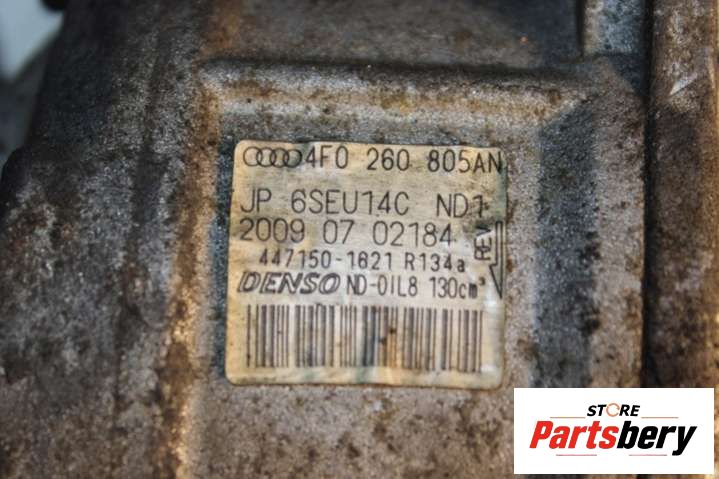 4F0 260 805AN
JP 6SEU14C ND1
2009 07 02184 REV
447150-1621 R134a
DENSO ND-OIL8 130cm³
STORE
Partsbery